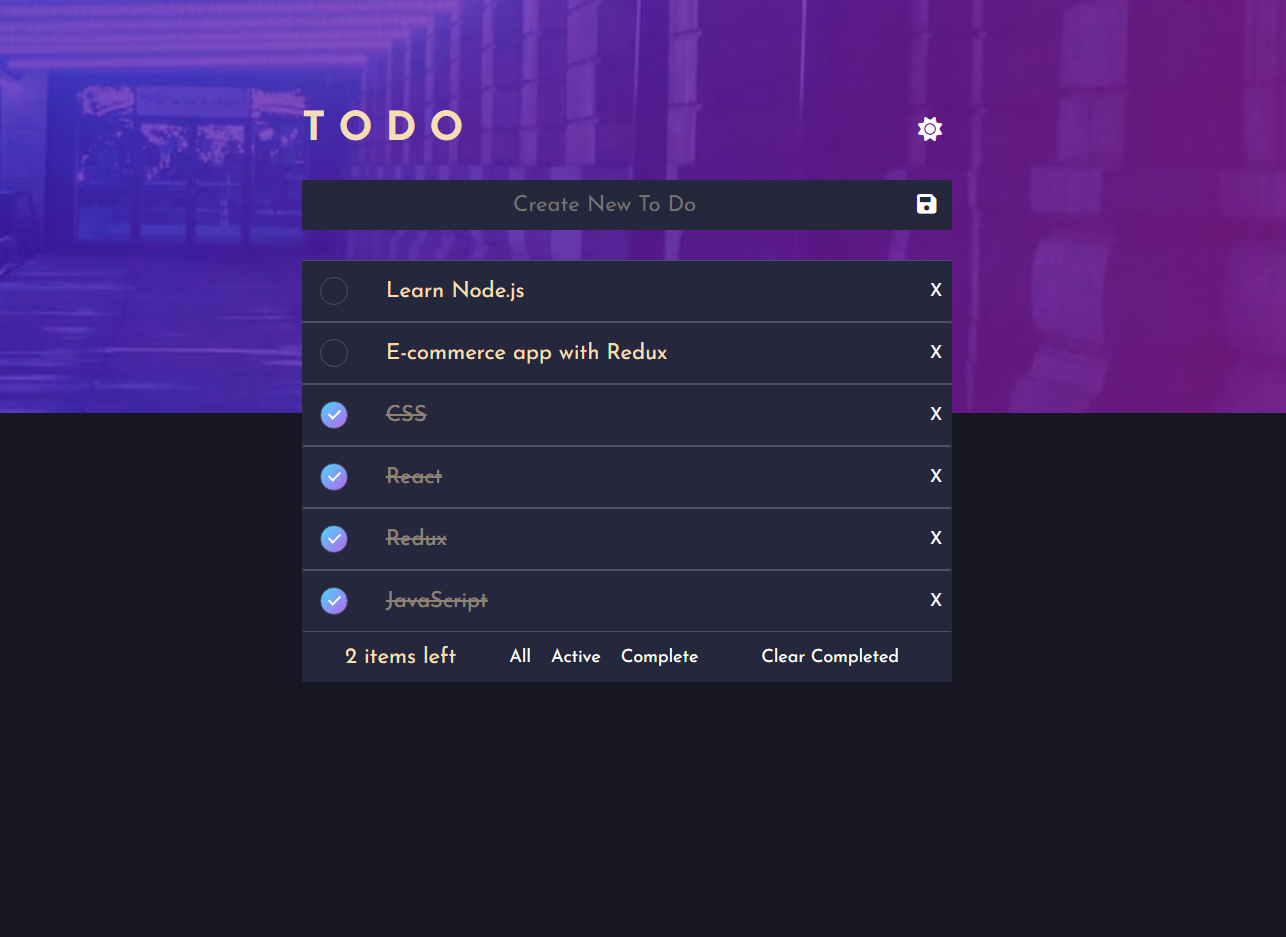 TODO
Create New To Do
Learn Node.js X
E-commerce app with Redux X
CSS X
React X
Redux X
JavaScript X
2 items left All Active Complete Clear Completed